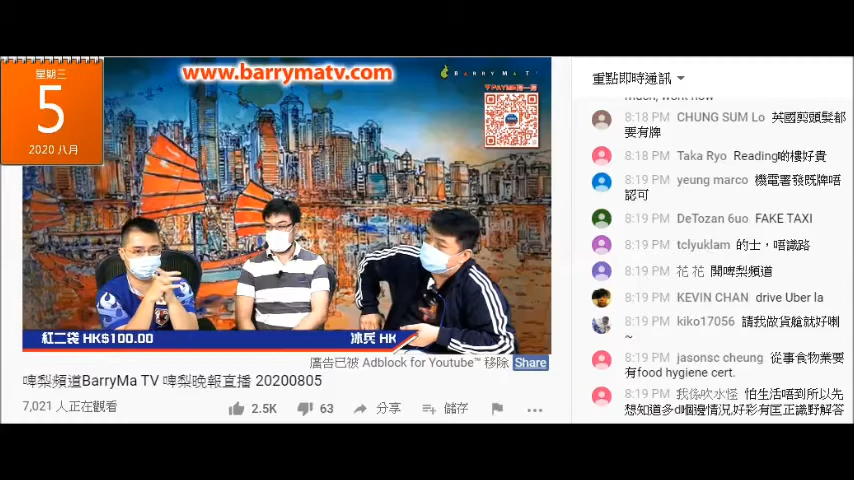 星期三
5
2020 八月
www.barrymatv.com
BARRYMATV
PAYME
紅二袋 HK$100.00
冰兵 HK
廣告已被 Adblock for Youtube™ 移除 Share
啤梨頻道BarryMa TV 啤梨晚報直播 20200805
7,021 人正在觀看
2.5K 63 分享 儲存
重點即時通訊
8:18 PM CHUNG SUM Lo 英國剪頭髮都
要有牌
8:18 PM Taka Ryo Reading啲樓好貴
8:19 PM yeung marco 機電署發既牌唔
認可
8:19 PM DeTozan 6uo FAKE TAXI
8:19 PM tclyuklam 的士，唔識路
8:19 PM 花 花 開啤梨頻道
8:19 PM KEVIN CHAN drive Uber la
8:19 PM kiko17056 請我做貨艙就好喇
~
8:19 PM jasonsc cheung 從事食物業要
有food hygiene cert.
8:19 PM 我係吹水怪 怕生活唔到所以先
想知道多d嗰邊情況,好彩有匡正識野解答